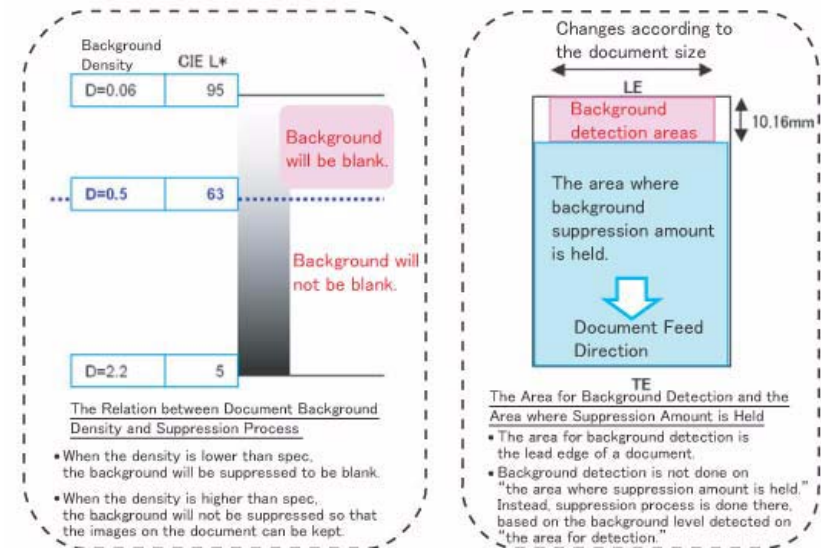 Background
Density
CIE L*
D=0.06
95
Background
will be blank.
D=0.5
63
Background will
not be blank.
D=2.2
5
The Relation between Document Background
Density and Suppression Process
• When the density is lower than spec,
the background will be suppressed to be blank.
• When the density is higher than spec,
the background will not be suppressed so that
the images on the document can be kept.
Changes according to
the document size
LE
Background
detection areas
10.16mm
The area where
background
suppression amount
is held.
Document Feed
Direction
TE
The Area for Background Detection and the
Area where Suppression Amount is Held
• The area for background detection is
the lead edge of a document.
• Background detection is not done on
"the area where suppression amount is held."
Instead, suppression process is done there,
based on the background level detected on
"the area for detection."